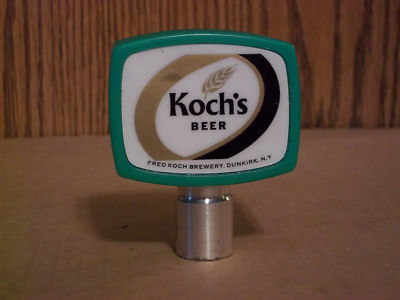 Koch's
BEER
FRED KOCH BREWERY, DUNKIRK, N.Y.